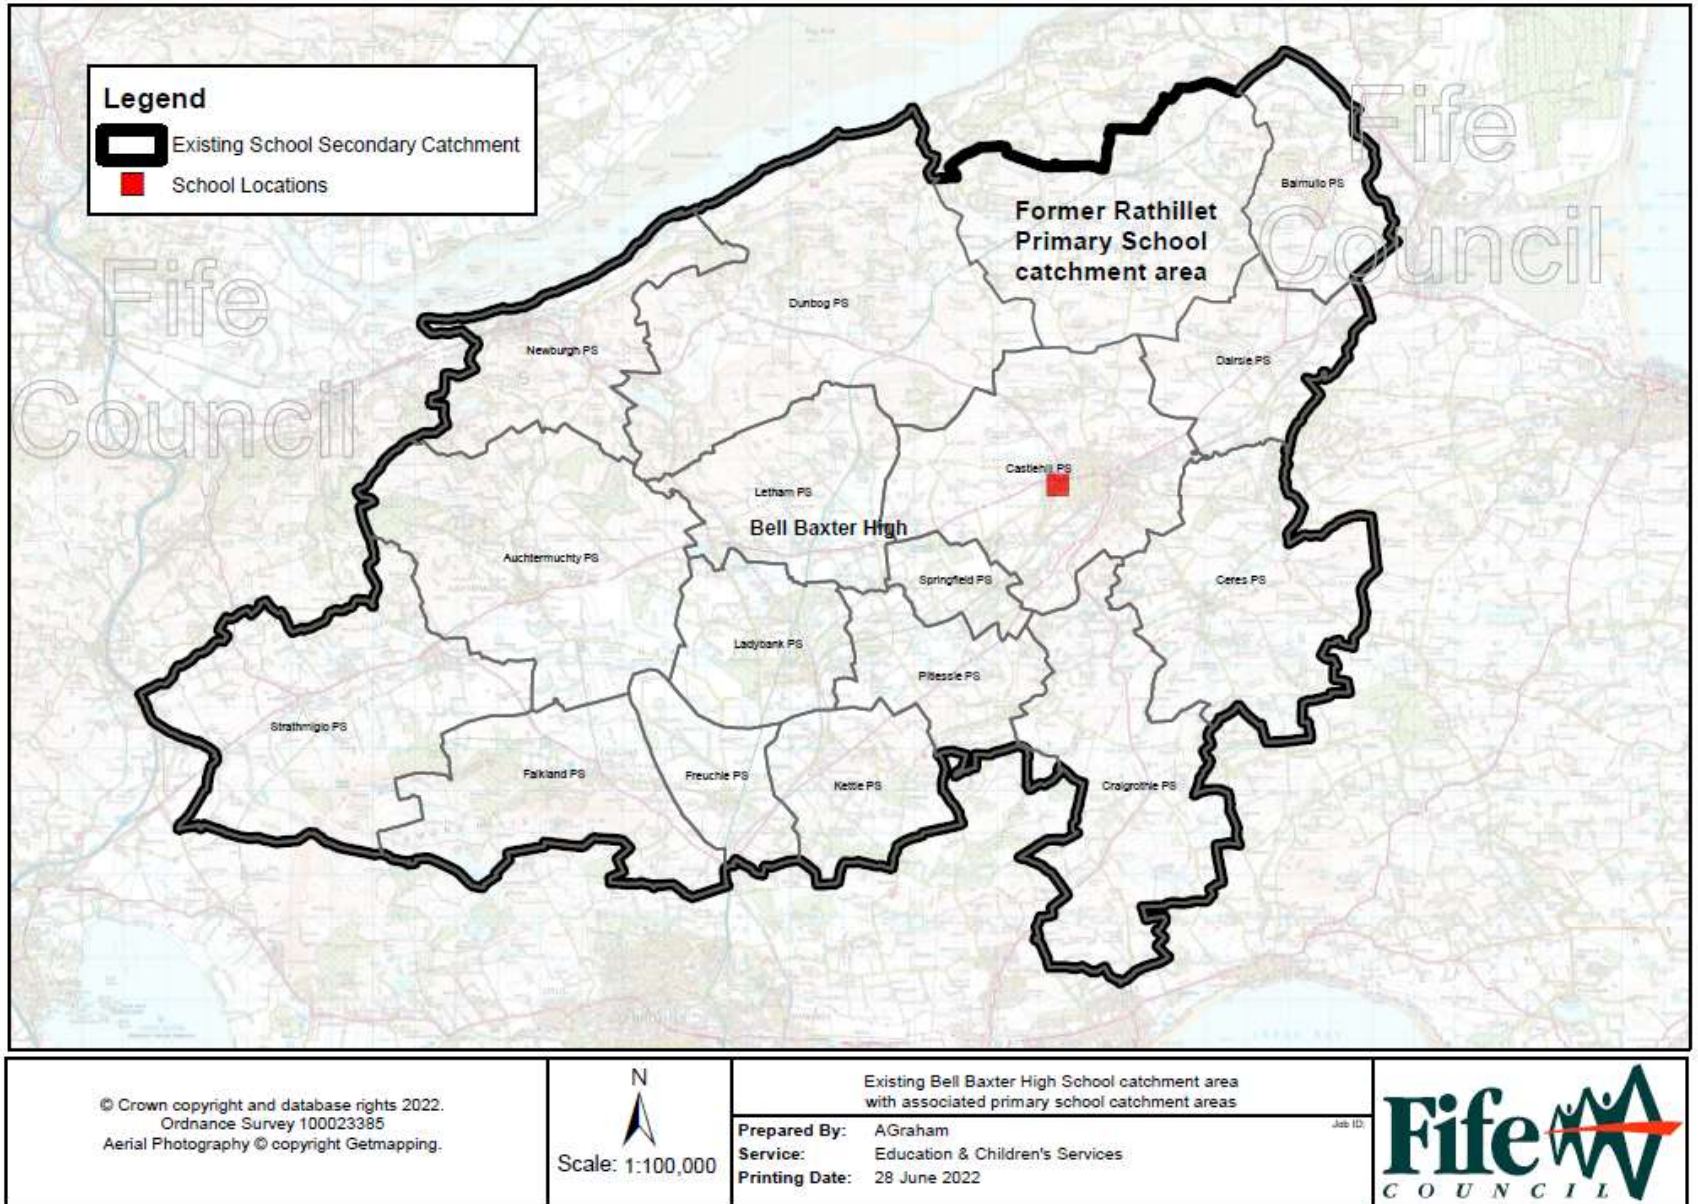 Legend
Existing School Secondary Catchment
School Locations
Fife
Council
Fife
Council
Former Rathillet
Primary School
catchment area
Balmullo PS
Dunbog PS
Newburgh PS
Dairsie PS
Castlehill PS
Letham PS
Bell Baxter High
Auchtermuchty PS
Springfield PS
Ceres PS
Ladybank PS
Pitlessie PS
Strathmiglo PS
Falkland PS
Freuchie PS
Kettle PS
Craigrothie PS
© Crown copyright and database rights 2022.
Ordnance Survey 100023385
Aerial Photography © copyright Getmapping.
N
Scale: 1:100,000
Existing Bell Baxter High School catchment area
with associated primary school catchment areas
Job ID:
Prepared By: AGraham
Service: Education & Children's Services
Printing Date: 28 June 2022
Fife
COUNCIL